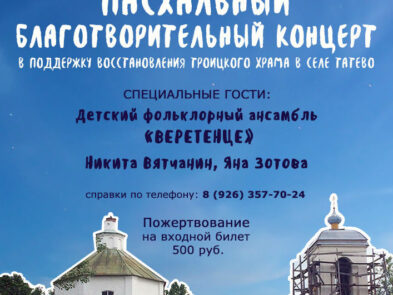 ПАСХАЛЬНЫЙ
БЛАГОТВОРИТЕЛЬНЫЙ КОНЦЕРТ
В ПОДДЕРЖКУ ВОССТАНОВЛЕНИЯ ТРОИЦКОГО ХРАМА В СЕЛЕ ТАТЕВО
СПЕЦИАЛЬНЫЕ ГОСТИ:
Детский фольклорный ансамбль
«ВЕРЕТЕНЦЕ»
Никита Вятчанин, Яна Зотова
справки по телефону: 8 (926) 357-70-24
Пожертвование
на входной билет
500 руб.